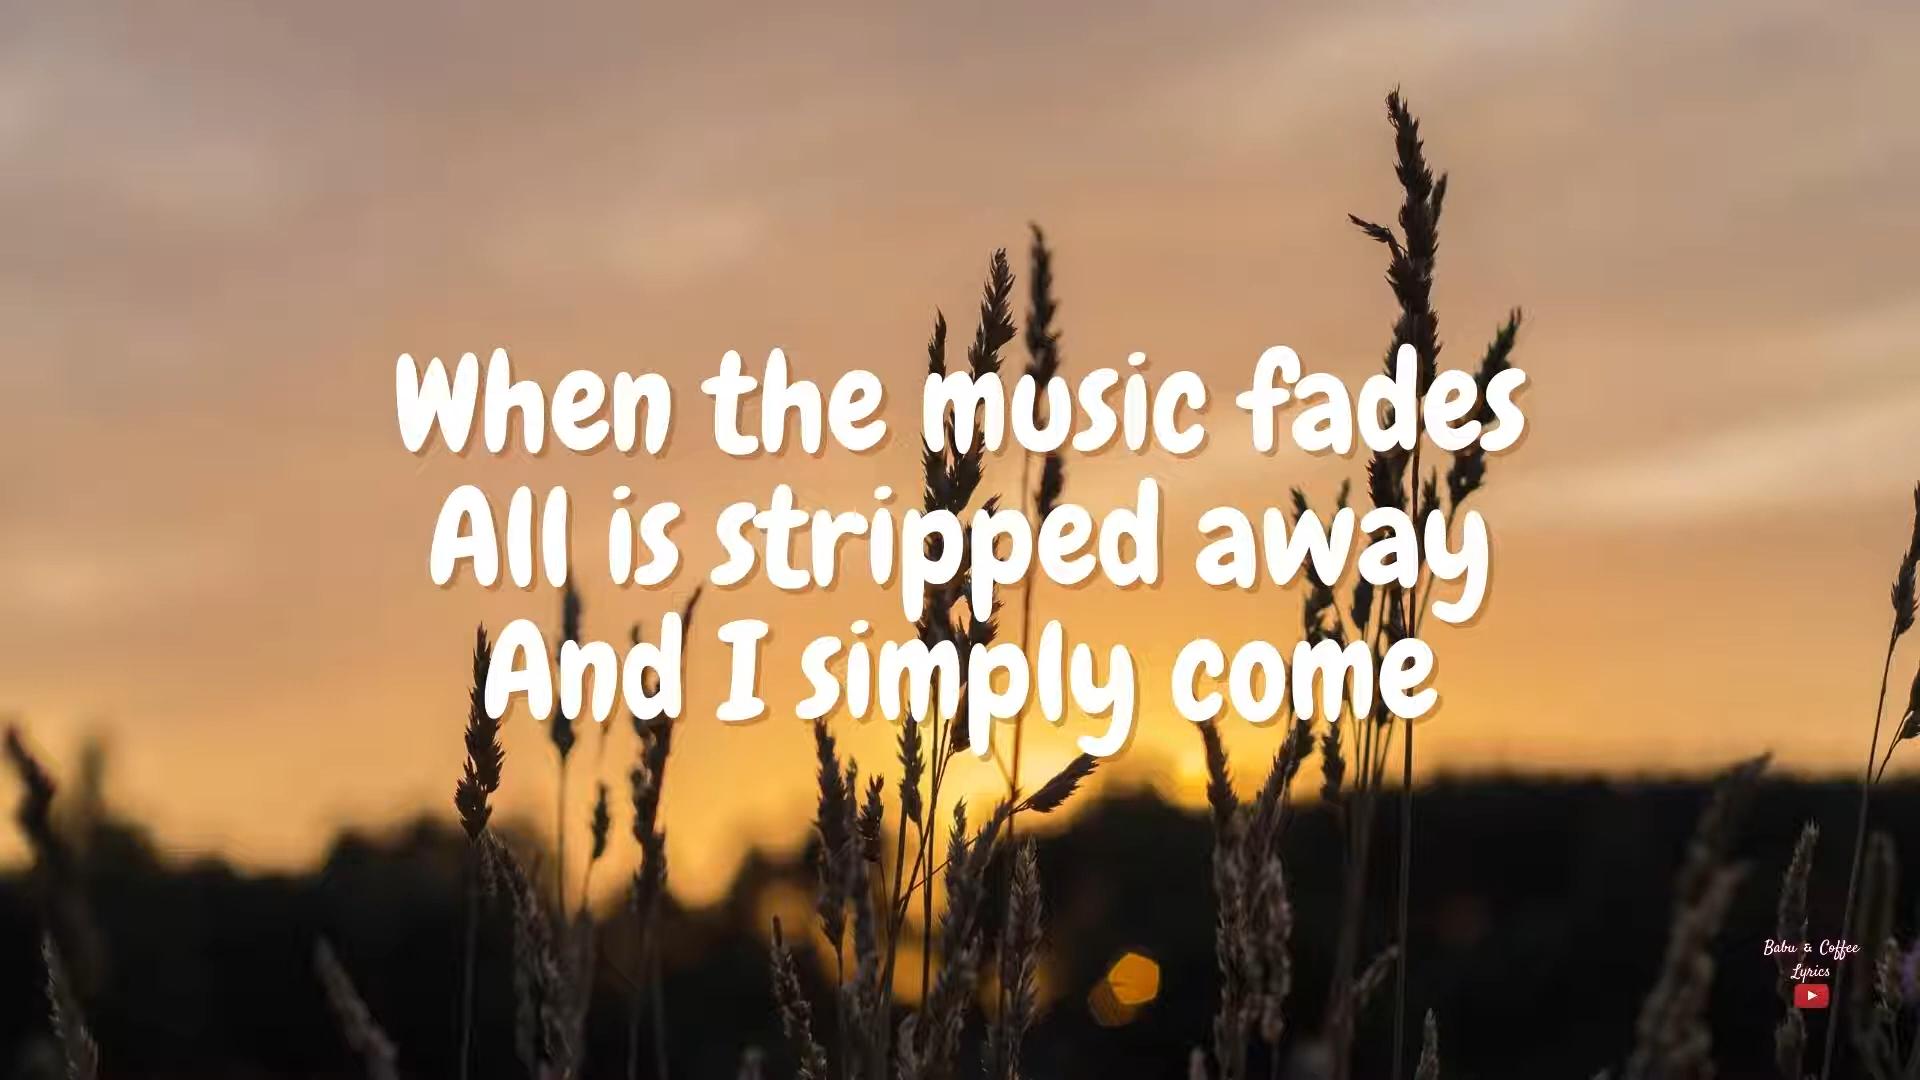 When the music fades
All is stripped away
And I simply come
Babu & Coffee
Lyrics